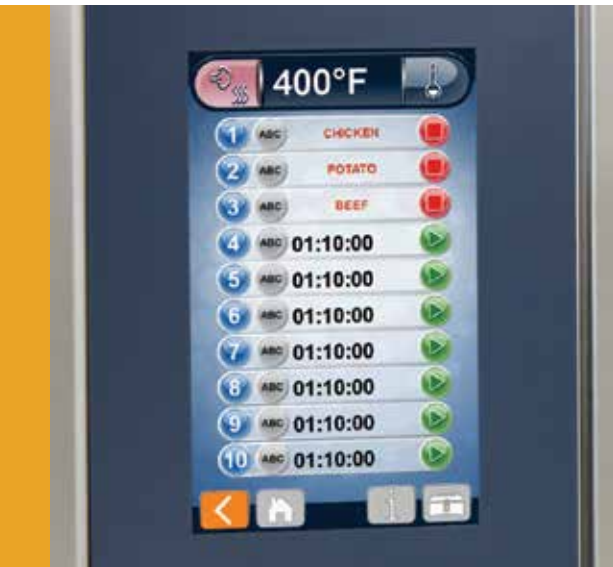 400°F
1 ABC CHICKEN
2 ABC POTATO
3 ABC BEEF
4 ABC 01:10:00
5 ABC 01:10:00
6 ABC 01:10:00
7 ABC 01:10:00
8 ABC 01:10:00
9 ABC 01:10:00
10 ABC 01:10:00
i